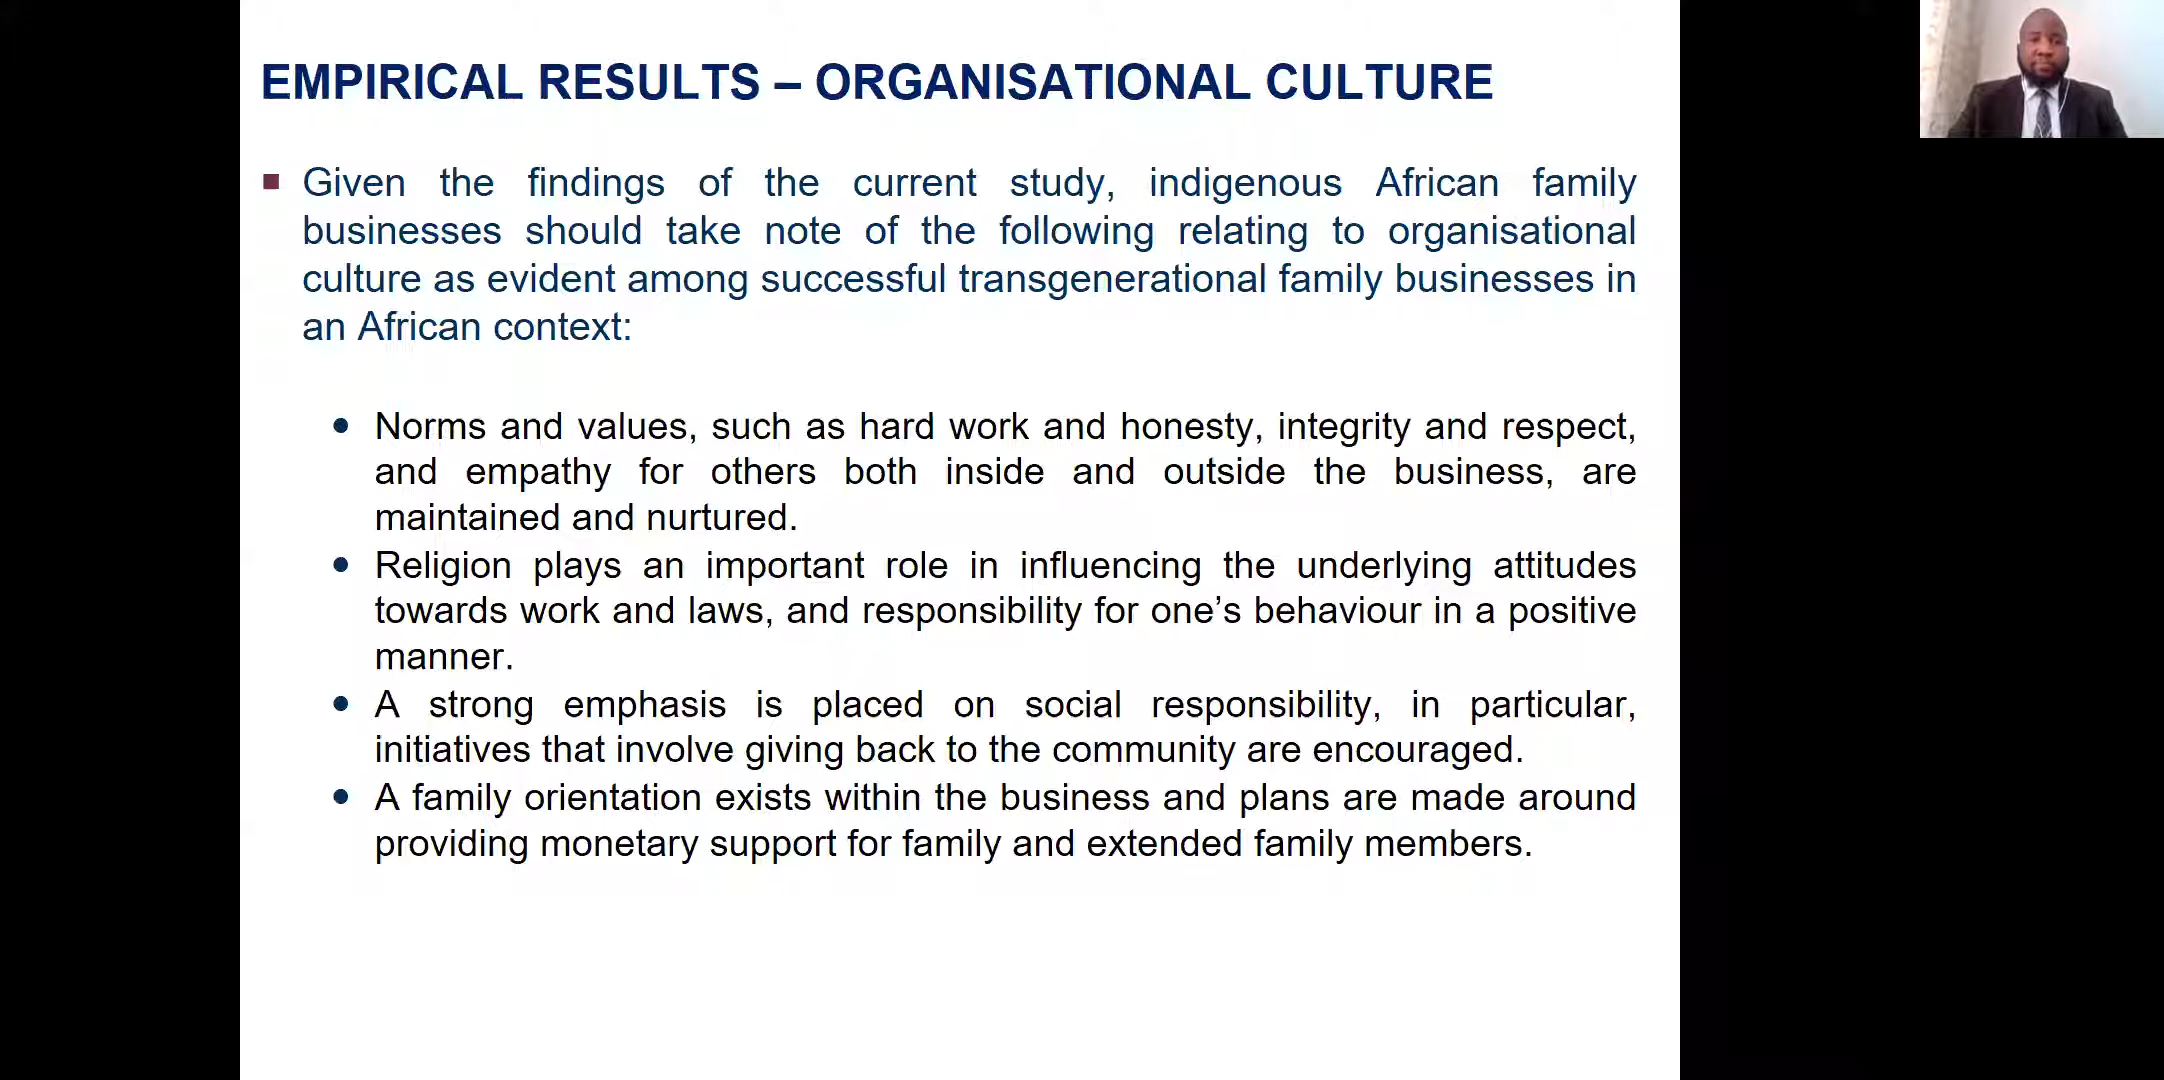 EMPIRICAL RESULTS – ORGANISATIONAL CULTURE
Given the findings of the current study, indigenous African family
businesses should take note of the following relating to organisational
culture as evident among successful transgenerational family businesses in
an African context:
Norms and values, such as hard work and honesty, integrity and respect,
and empathy for others both inside and outside the business, are
maintained and nurtured.
Religion plays an important role in influencing the underlying attitudes
towards work and laws, and responsibility for one’s behaviour in a positive
manner.
A strong emphasis is placed on social responsibility, in particular,
initiatives that involve giving back to the community are encouraged.
A family orientation exists within the business and plans are made around
providing monetary support for family and extended family members.